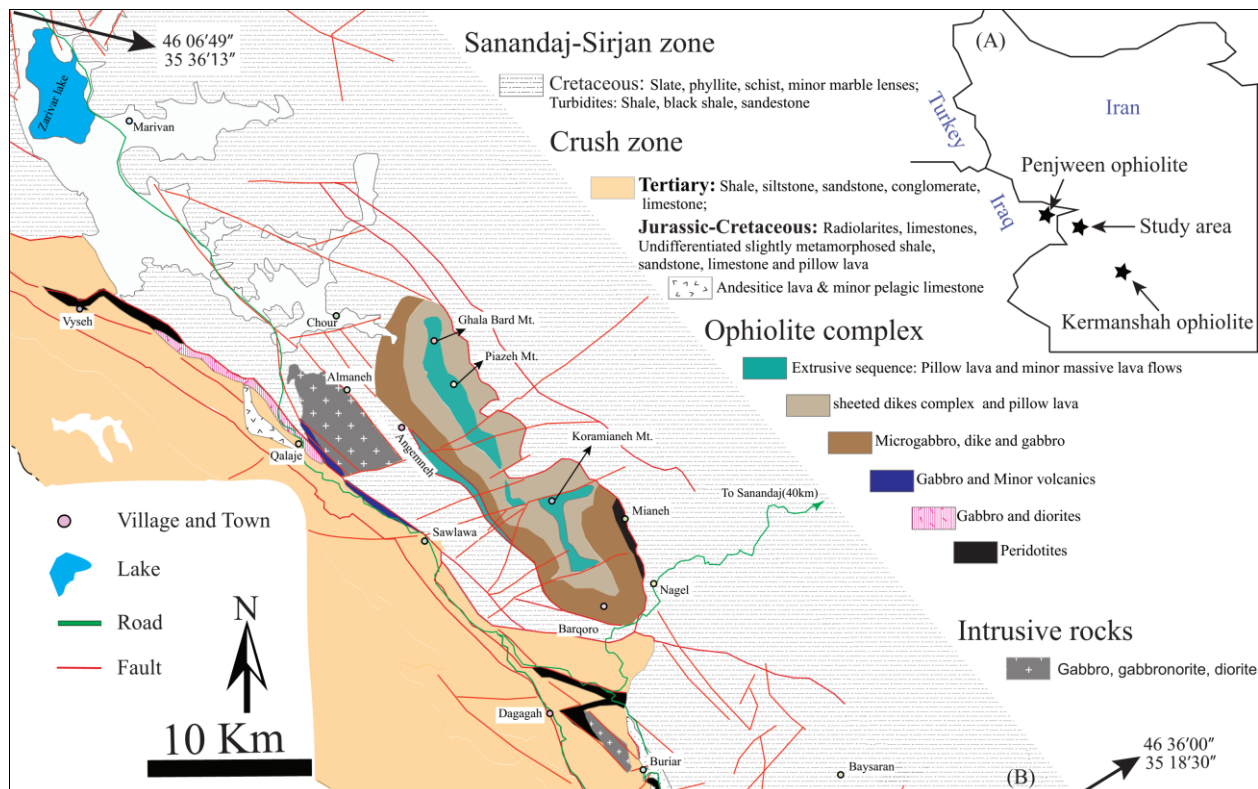 46 06'49"
35 36'13"
Zarivar lake
Marivan
Sanandaj-Sirjan zone
Cretaceous: Slate, phyllite, schist, minor marble lenses;
Turbidites: Shale, black shale, sandestone
Crush zone
Tertiary: Shale, siltstone, sandstone, conglomerate,
limestone;
Jurassic-Cretaceous: Radiolarites, limestones,
Undifferentiated slightly metamorphosed shale,
sandstone, limestone and pillow lava
Andesitice lava & minor pelagic limestone
(A)
Iran
Turkey
Iraq
Penjween ophiolite
Study area
Kermanshah ophiolite
Ophiolite complex
Extrusive sequence: Pillow lava and minor massive lava flows
sheeted dikes complex and pillow lava
Microgabbro, dike and gabbro
Gabbro and Minor volcanics
Gabbro and diorites
Peridotites
Intrusive rocks
Gabbro, gabbronorite, diorite
Vyseh
Chour
Ghala Bard Mt.
Piazeh Mt.
Almaneh
Angemneh
Qalaje
Koramianeh Mt.
Mianeh
To Sanandaj(40km)
Sawlawa
Nagel
Barqoro
Dagagah
Buriar
Baysaran
Village and Town
Lake
Road
Fault
N
10 Km
(B)
46 36'00"
35 18'30"